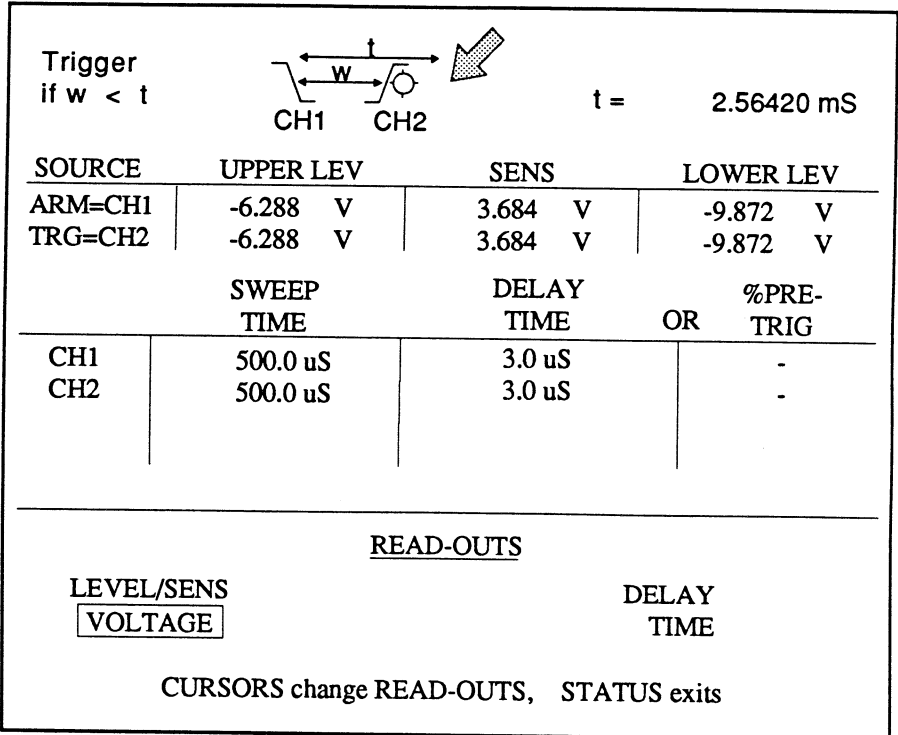 Trigger
if w < t
t
w
CH1 CH2
t = 2.56420 mS
SOURCE UPPER LEV SENS LOWER LEV
ARM=CH1 -6.288 V 3.684 V -9.872 V
TRG=CH2 -6.288 V 3.684 V -9.872 V
SWEEP DELAY %PRE-
TIME TIME OR TRIG
CH1 500.0 uS 3.0 uS -
CH2 500.0 uS 3.0 uS -
READ-OUTS
LEVEL/SENS DELAY
VOLTAGE TIME
CURSORS change READ-OUTS, STATUS exits